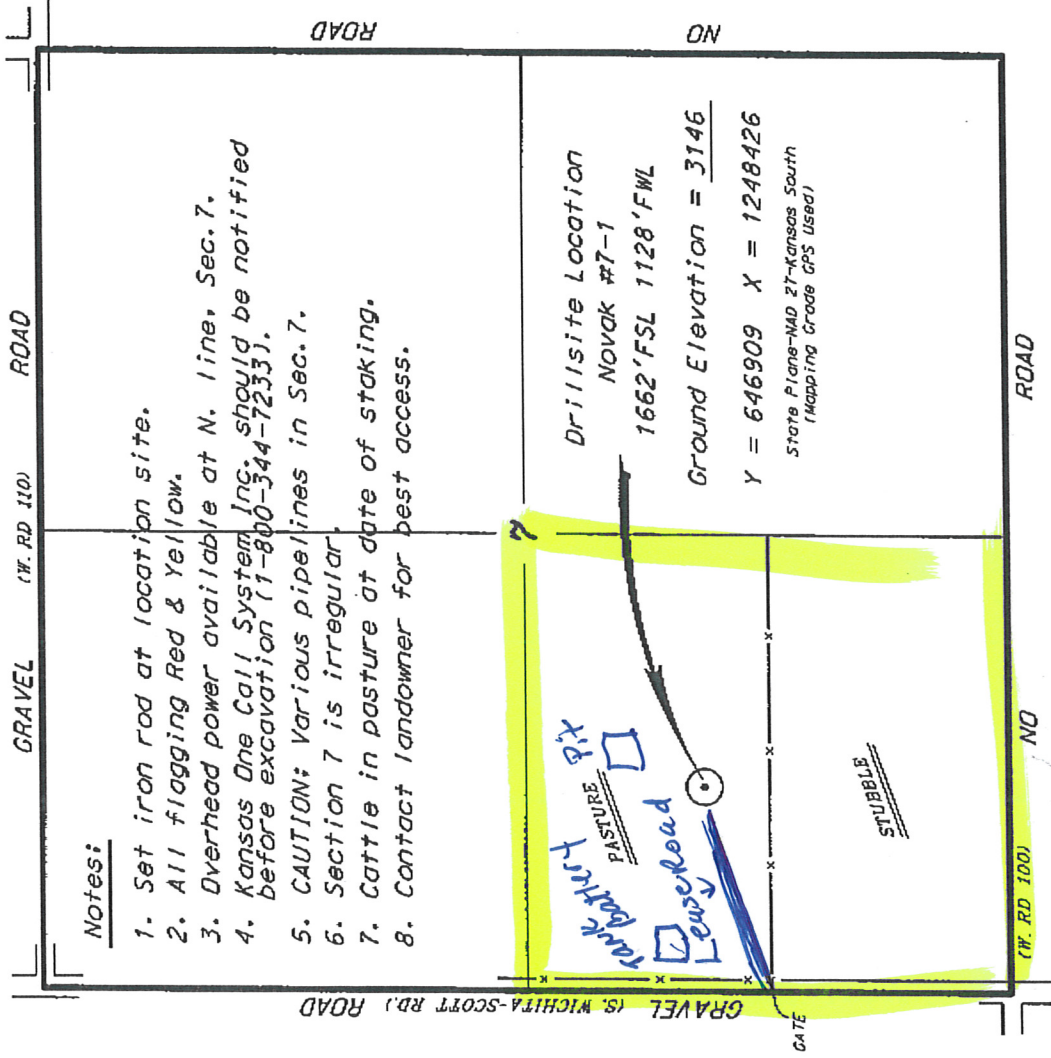 GRAVEL (W. RD 110) ROAD
Notes:
1. Set iron rod at location site.
2. All flagging Red & Yellow.
3. Overhead power available at N. line. Sec.7.
4. Kansas One Call System Inc. should be notified
before excavation (1-800-344-7233).
5. CAUTION: Various pipelines in Sec.7.
6. Section 7 is irregular.
7. Cattle in pasture at date of staking.
8. Contact landowner for best access.
ROAD
NO
GRAVEL (S. WICHITA-SCOTT RD.) ROAD
7
Drillsite Location
Novak #7-1
1662'FSL 1128'FWL
Ground Elevation = 3146
Y = 646909 X = 1248426
State Plane-NAD 27-Kansas South
(Mapping Grade GPS Used)
Tank battery
Pit
PASTURE
Lease Road
STUBBLE
GATE
(W. RD 100) NO ROAD